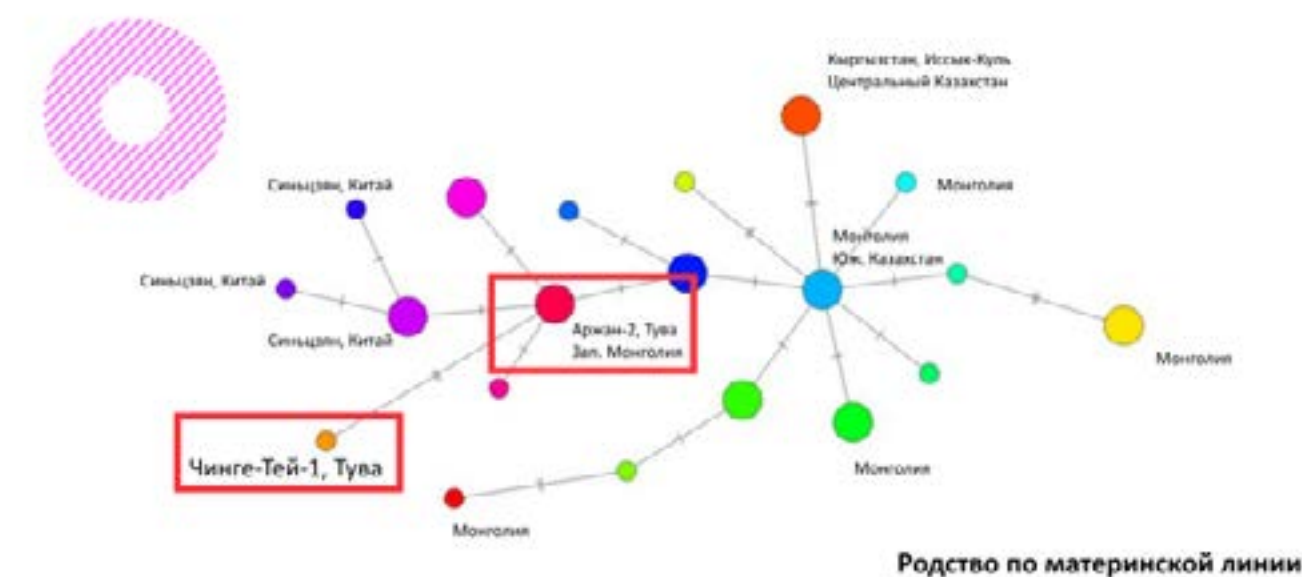 Кыргызстан, Иссык-Куль
Центральный Казахстан
Синьцзян, Китай
Монголия
Монголия
Юж. Казахстан
Синьцзян, Китай
Синьцзян, Китай
Аржан-2, Тува
Зап. Монголия
Монголия
Чинге-Тей-1, Тува
Монголия
Монголия
Родство по материнской линии